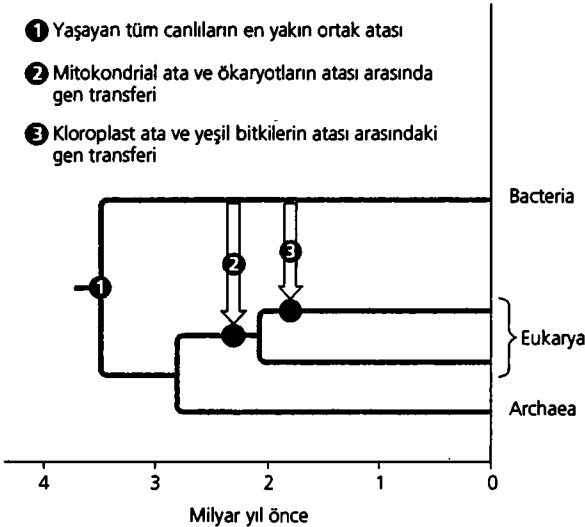 1 Yaşayan tüm canlıların en yakın ortak atası
2 Mitokondrial ata ve ökaryotların atası arasında
gen transferi
3 Kloroplast ata ve yeşil bitkilerin atası arasındaki
gen transferi
Bacteria
3
2
1
Eukarya
Archaea
4 3 2 1 0
Milyar yıl önce